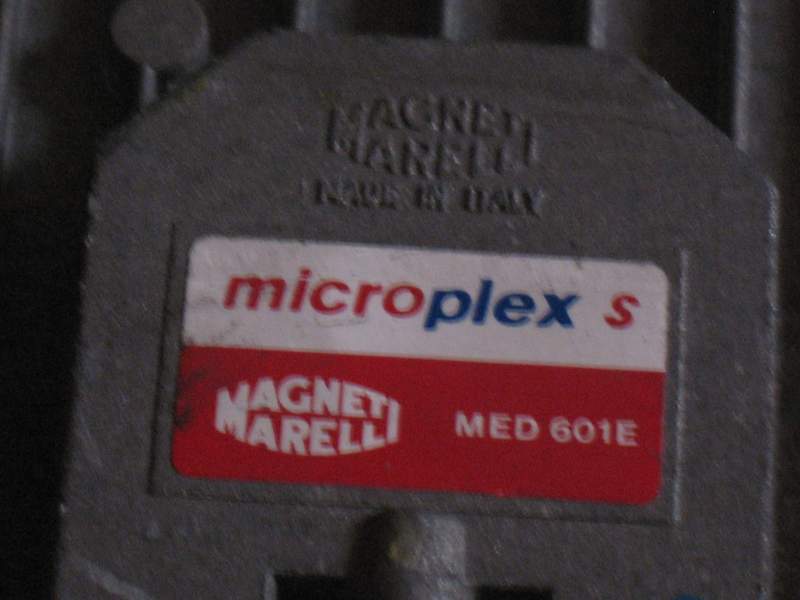 MAGNETI
MARELLI
MADE IN ITALY
microplex s
MAGNETI
MARELLI
MED 601E